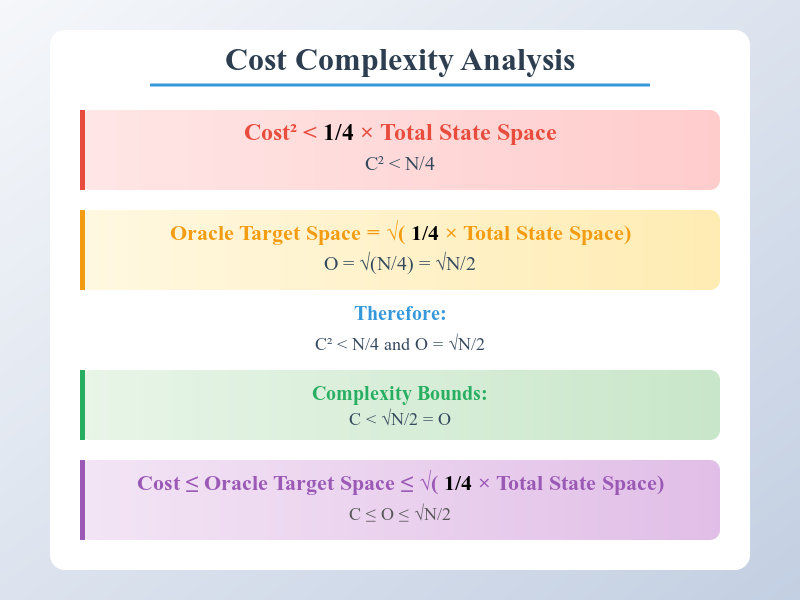 Cost Complexity Analysis
Cost² < 1/4 × Total State Space
C² < N/4
Oracle Target Space = √( 1/4 × Total State Space)
O = √(N/4) = √N/2
Therefore:
C² < N/4 and O = √N/2
Complexity Bounds:
C < √N/2 = O
Cost ≤ Oracle Target Space ≤ √( 1/4 × Total State Space)
C ≤ O ≤ √N/2